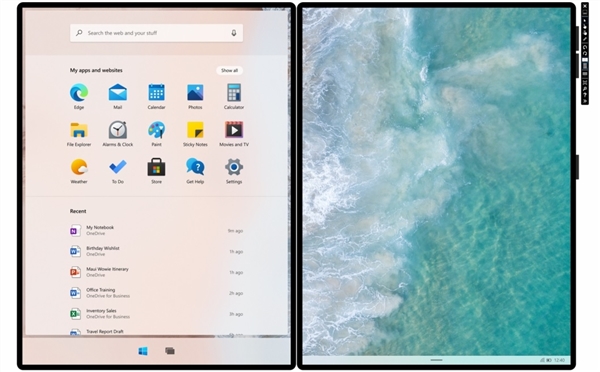 Search the web and your stuff
My apps and websites
Show all
Edge
Mail
Calendar
Photos
Calculator
File Explorer
Alarms & Clock
Paint
Sticky Notes
Movies and TV
Weather
To Do
Store
Get Help
Settings
Recent
My Notebook
OneDrive
9m ago
Birthday Wishlist
OneDrive
1h ago
Maui Wowie Itinerary
OneDrive
1h ago
Office Training
OneDrive for Business
2h ago
Inventory Sales
OneDrive for Business
3h ago
Travel Report Draft
12:45